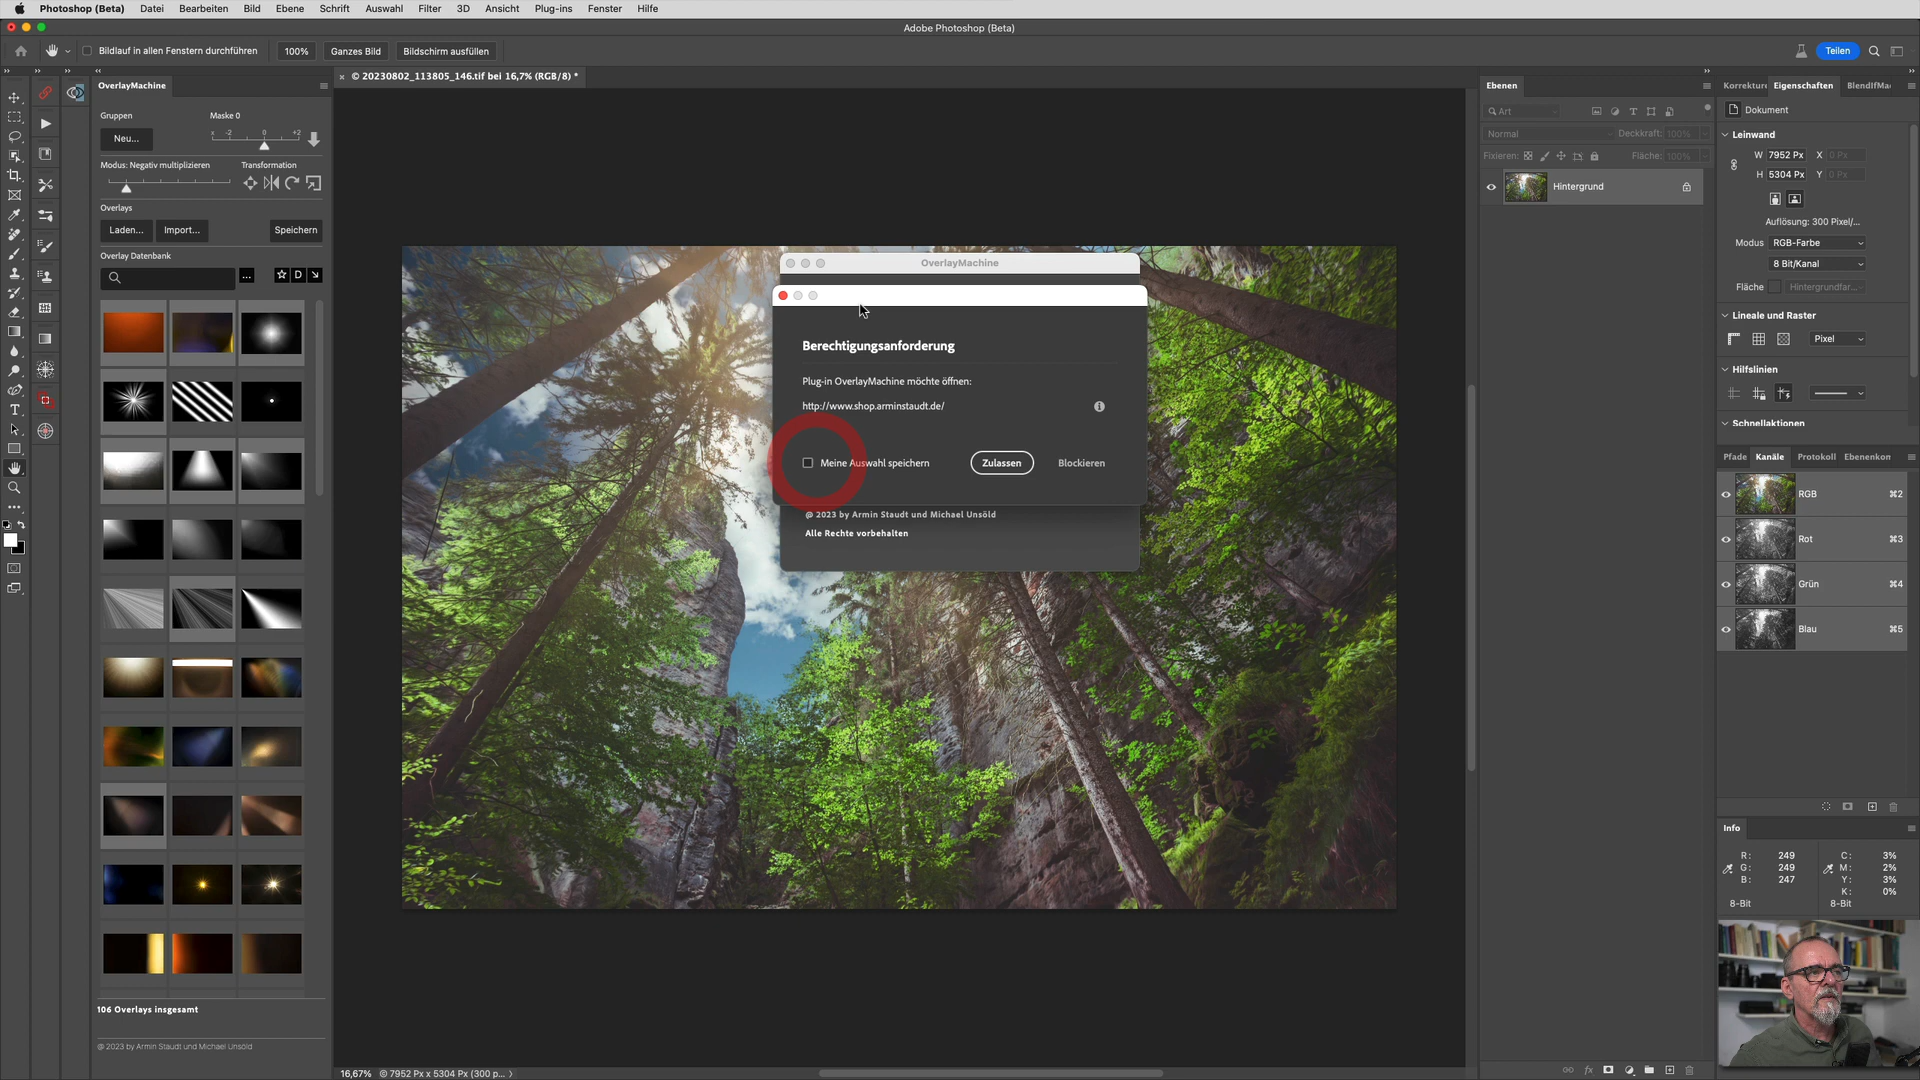 Photoshop (Beta) Datei Bearbeiten Bild Ebene Schrift Auswahl Filter 3D Ansicht Plug-ins Fenster Hilfe
Adobe Photoshop (Beta)
Bildlauf in allen Fenstern durchführen 100% Ganzes Bild Bildschirm ausfüllen Teilen
OverlayMachine
© 20230802_113805_146.tif bei 16,7% (RGB/8) *
Gruppen Maske 0
Neu... x -2 0 +2
Modus: Negativ multiplizieren Transformation
Overlays
Laden... Import... Speichern
Overlay Datenbank
... D
106 Overlays insgesamt
@ 2023 by Armin Staudt und Michael Unsöld
OverlayMachine
Berechtigungsanforderung
Plug-in OverlayMachine möchte öffnen:
http://www.shop.arminstaudt.de/
Meine Auswahl speichern Zulassen Blockieren
@ 2023 by Armin Staudt und Michael Unsöld
Alle Rechte vorbehalten
16,67% @ 7952 Px x 5304 Px (300 p...
Ebenen
Art
Normal Deckkraft: 100%
Fixieren: Fläche: 100%
Hintergrund
fx
Korrekture Eigenschaften BlendIfMa
Dokument
Leinwand
W 7952 Px X 0 Px
H 5304 Px Y 0 Px
Auflösung: 300 Pixel/...
Modus RGB-Farbe
8 Bit/Kanal
Fläche Hintergrundfar...
Lineale und Raster
Pixel
Hilfslinien
Schnellaktionen
Pfade Kanäle Protokoll Ebenenkon
RGB ⌘2
Rot ⌘3
Grün ⌘4
Blau ⌘5
Info
R: 249 C: 3%
G: 249 M: 2%
B: 247 Y: 3%
K: 0%
8-Bit 8-Bit